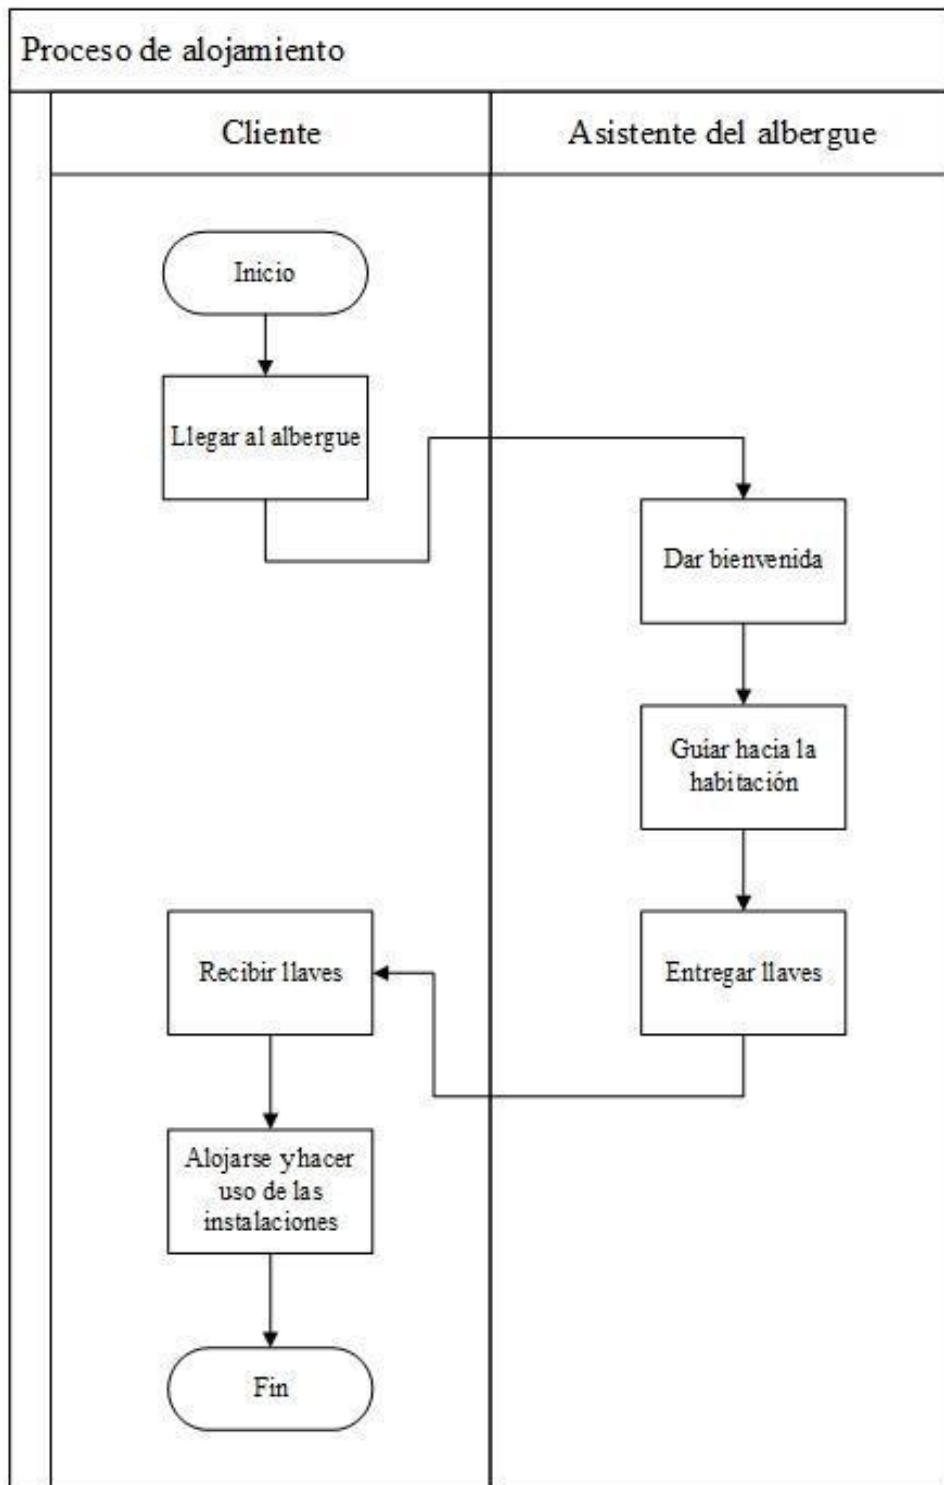 Proceso de alojamiento
Cliente
Asistente del albergue
Inicio
Llegar al albergue
Dar bienvenida
Guiar hacia la
habitación
Entregar llaves
Recibir llaves
Alojarse y hacer
uso de las
instalaciones
Fin